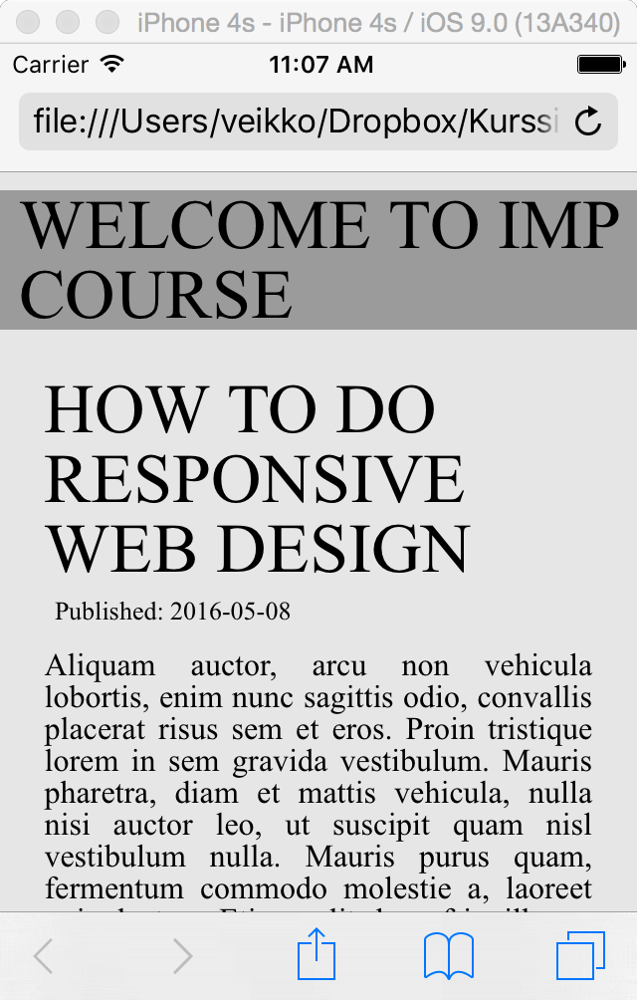 iPhone 4s - iPhone 4s / iOS 9.0 (13A340)
Carrier 11:07 AM
file:///Users/veikko/Dropbox/Kurssi
WELCOME TO IMP
COURSE
HOW TO DO
RESPONSIVE
WEB DESIGN
Published: 2016-05-08
Aliquam auctor, arcu non vehicula
lobortis, enim nunc sagittis odio, convallis
placerat risus sem et eros. Proin tristique
lorem in sem gravida vestibulum. Mauris
pharetra, diam et mattis vehicula, nulla
nisi auctor leo, ut suscipit quam nisl
vestibulum nulla. Mauris purus quam,
fermentum commodo molestie a, laoreet